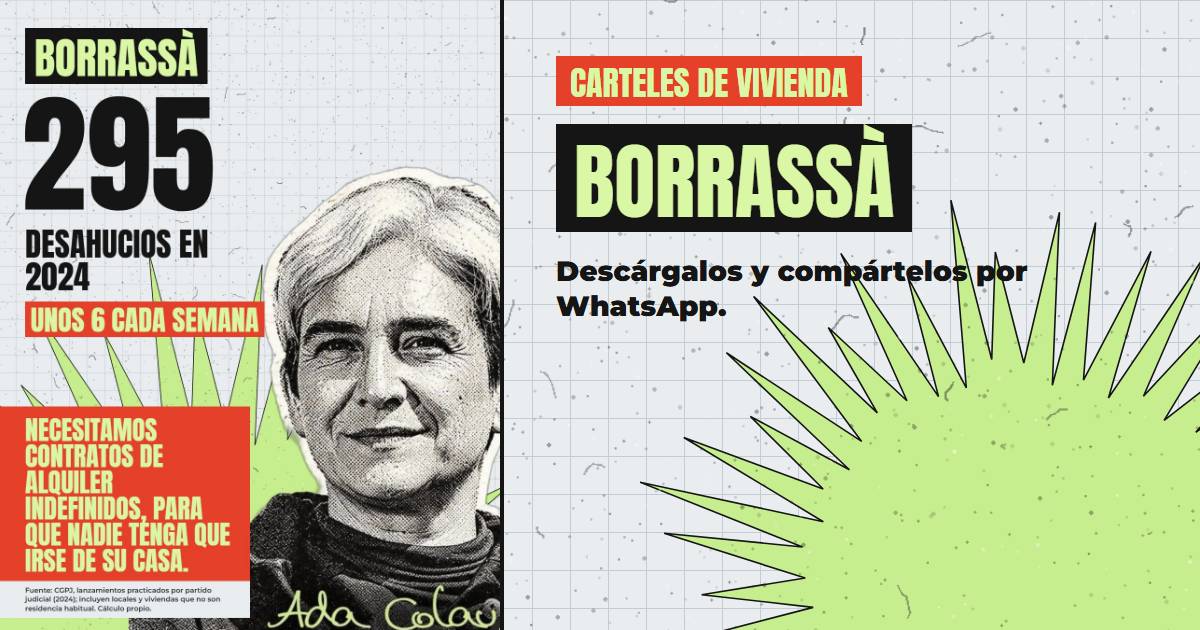 BORRASSÀ
295
DESAHUCIOS EN
2024
UNOS 6 CADA SEMANA
NECESITAMOS
CONTRATOS DE
ALQUILER
INDEFINIDOS, PARA
QUE NADIE TENGA QUE
IRSE DE SU CASA.
Fuente: CGPJ, lanzamientos practicados por partido
judicial (2024); incluyen locales y viviendas que no son
residencia habitual. Cálculo propio.
Ada Colau
CARTELES DE VIVIENDA
BORRASSÀ
Descárgalos y compártelos por
WhatsApp.